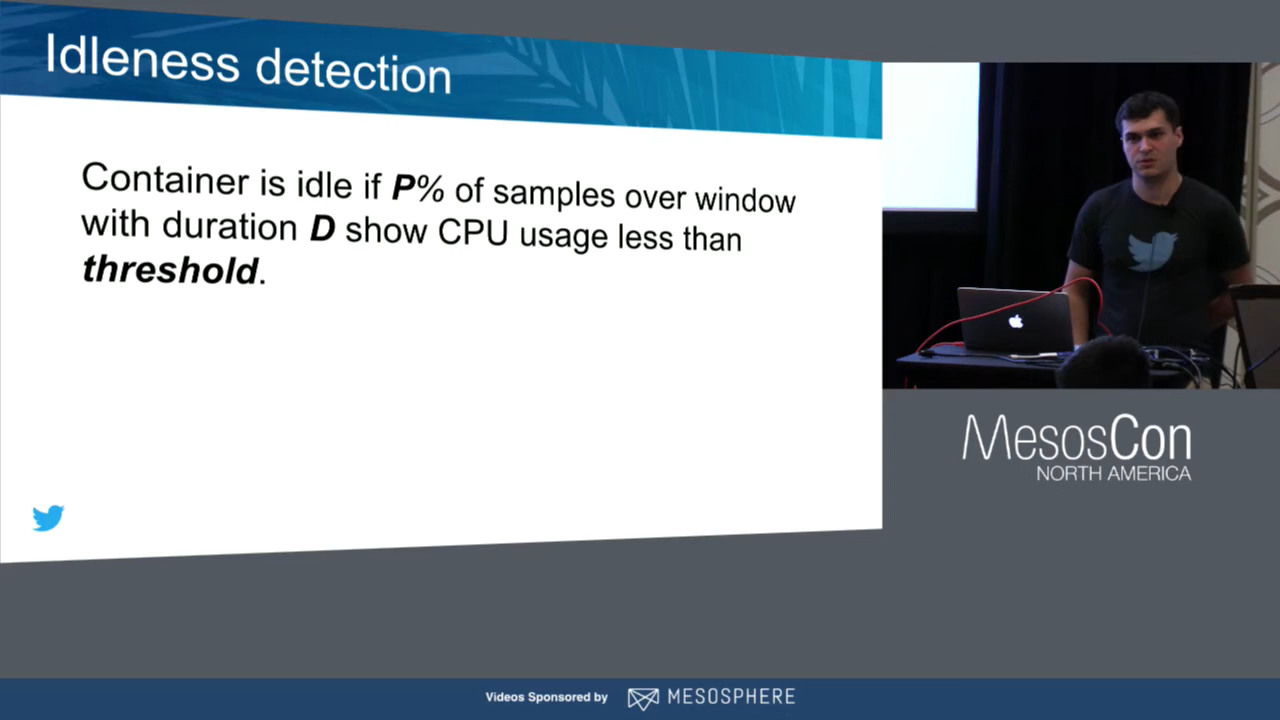 Idleness detection
Container is idle if P% of samples over window
with duration D show CPU usage less than
threshold.
MesosCon
NORTH AMERICA
Videos Sponsored by MESOSPHERE